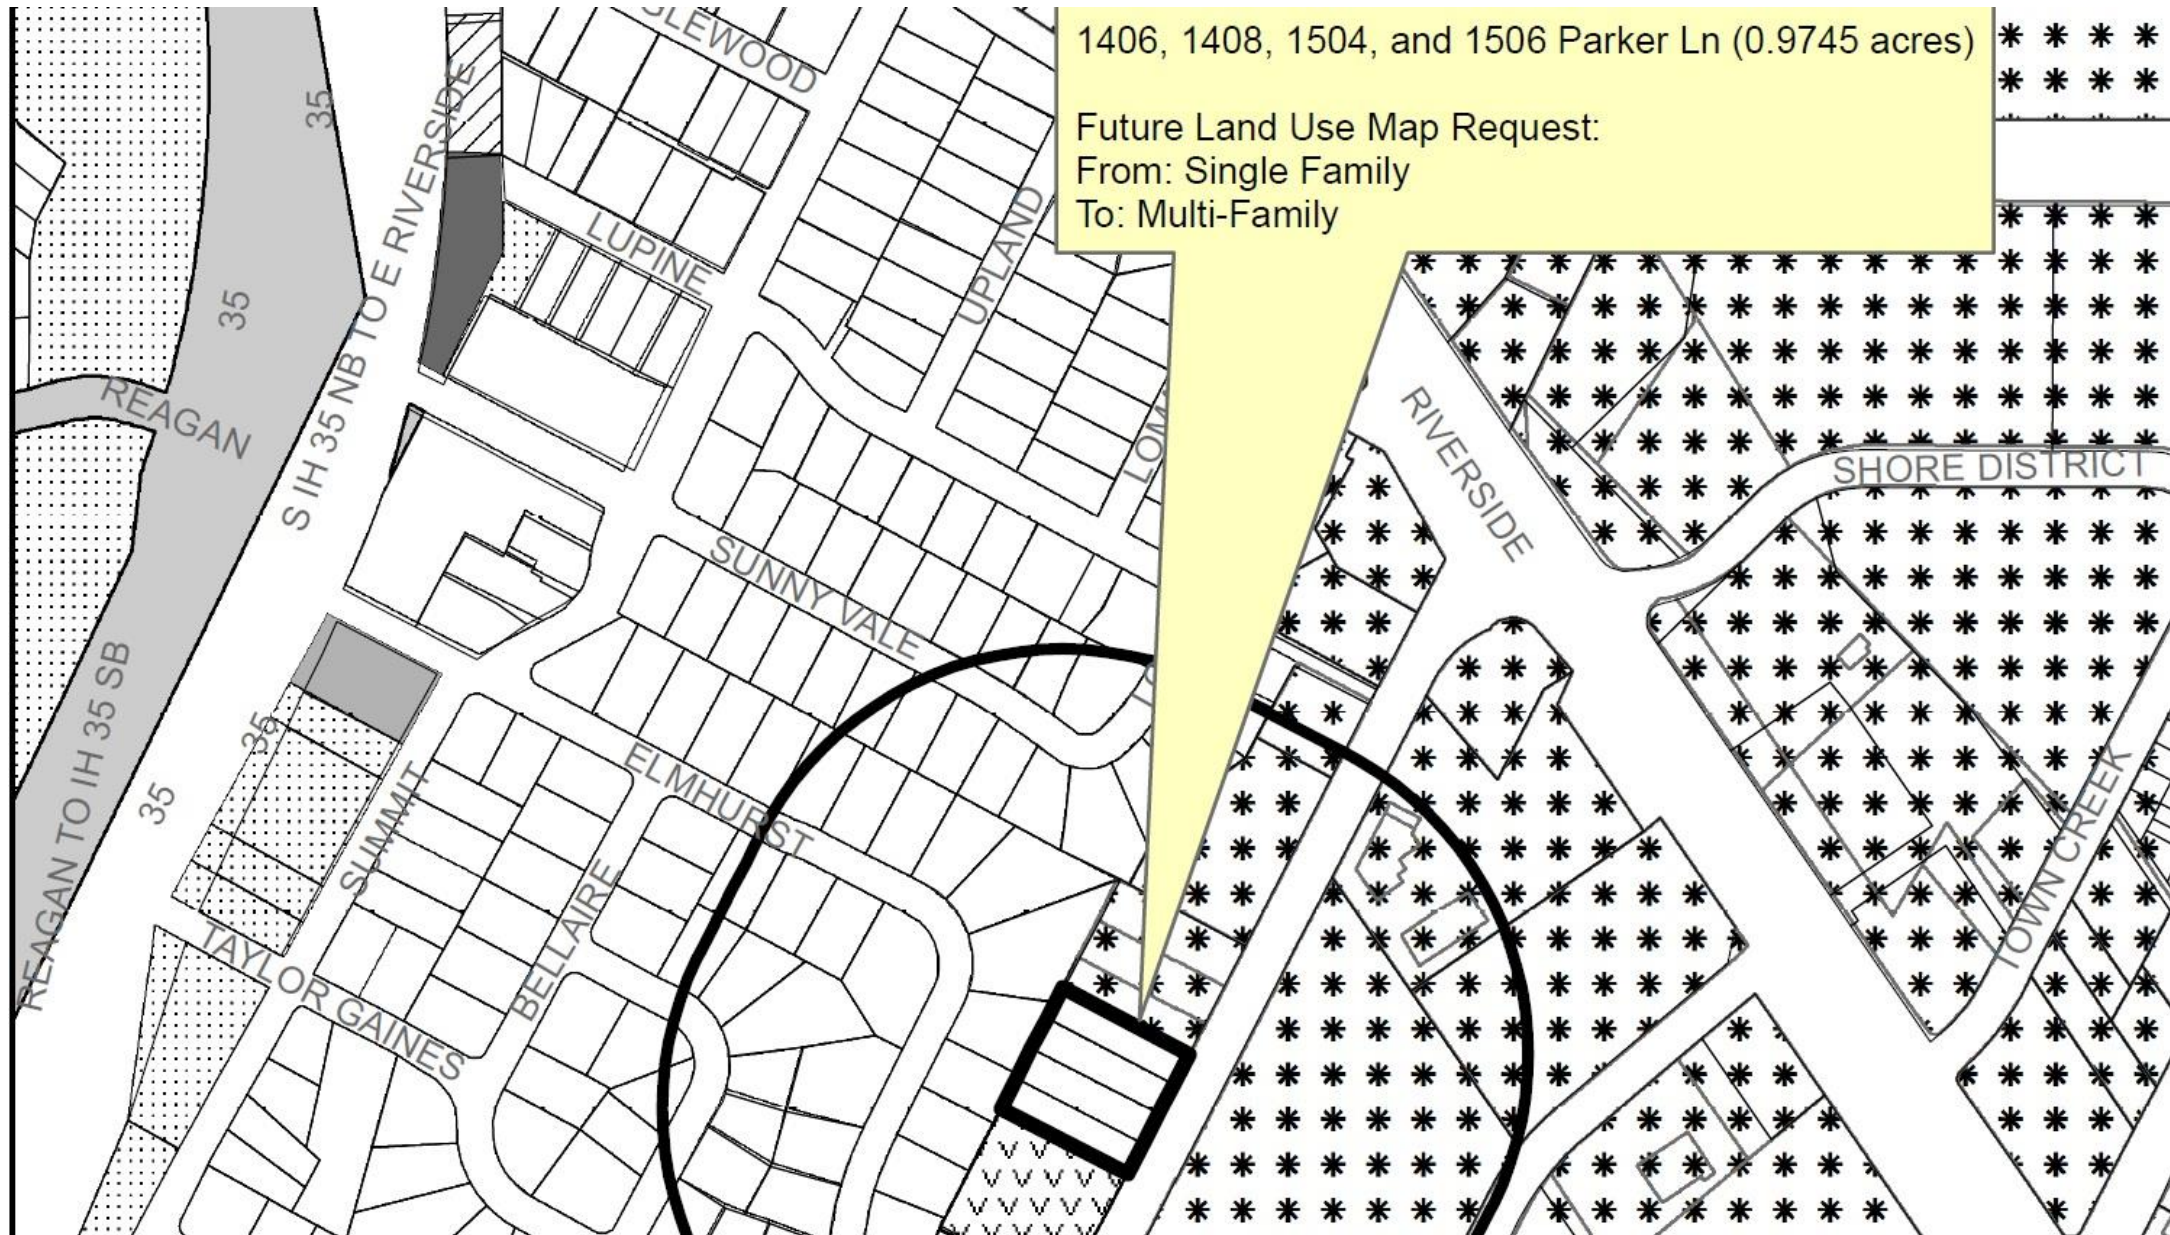 1406, 1408, 1504, and 1506 Parker Ln (0.9745 acres)
Future Land Use Map Request:
From: Single Family
To: Multi-Family
GLEWOOD
35
S IH 35 NB TO E RIVERSIDE
LUPINE
UPLAND
35
REAGAN
LOM
RIVERSIDE
SHORE DISTRICT
SUNNY VALE
REAGAN TO IH 35 SB
35
35
ELMHURST
SUMMIT
BELLAIRE
TOWN CREEK
TAYLOR GAINES